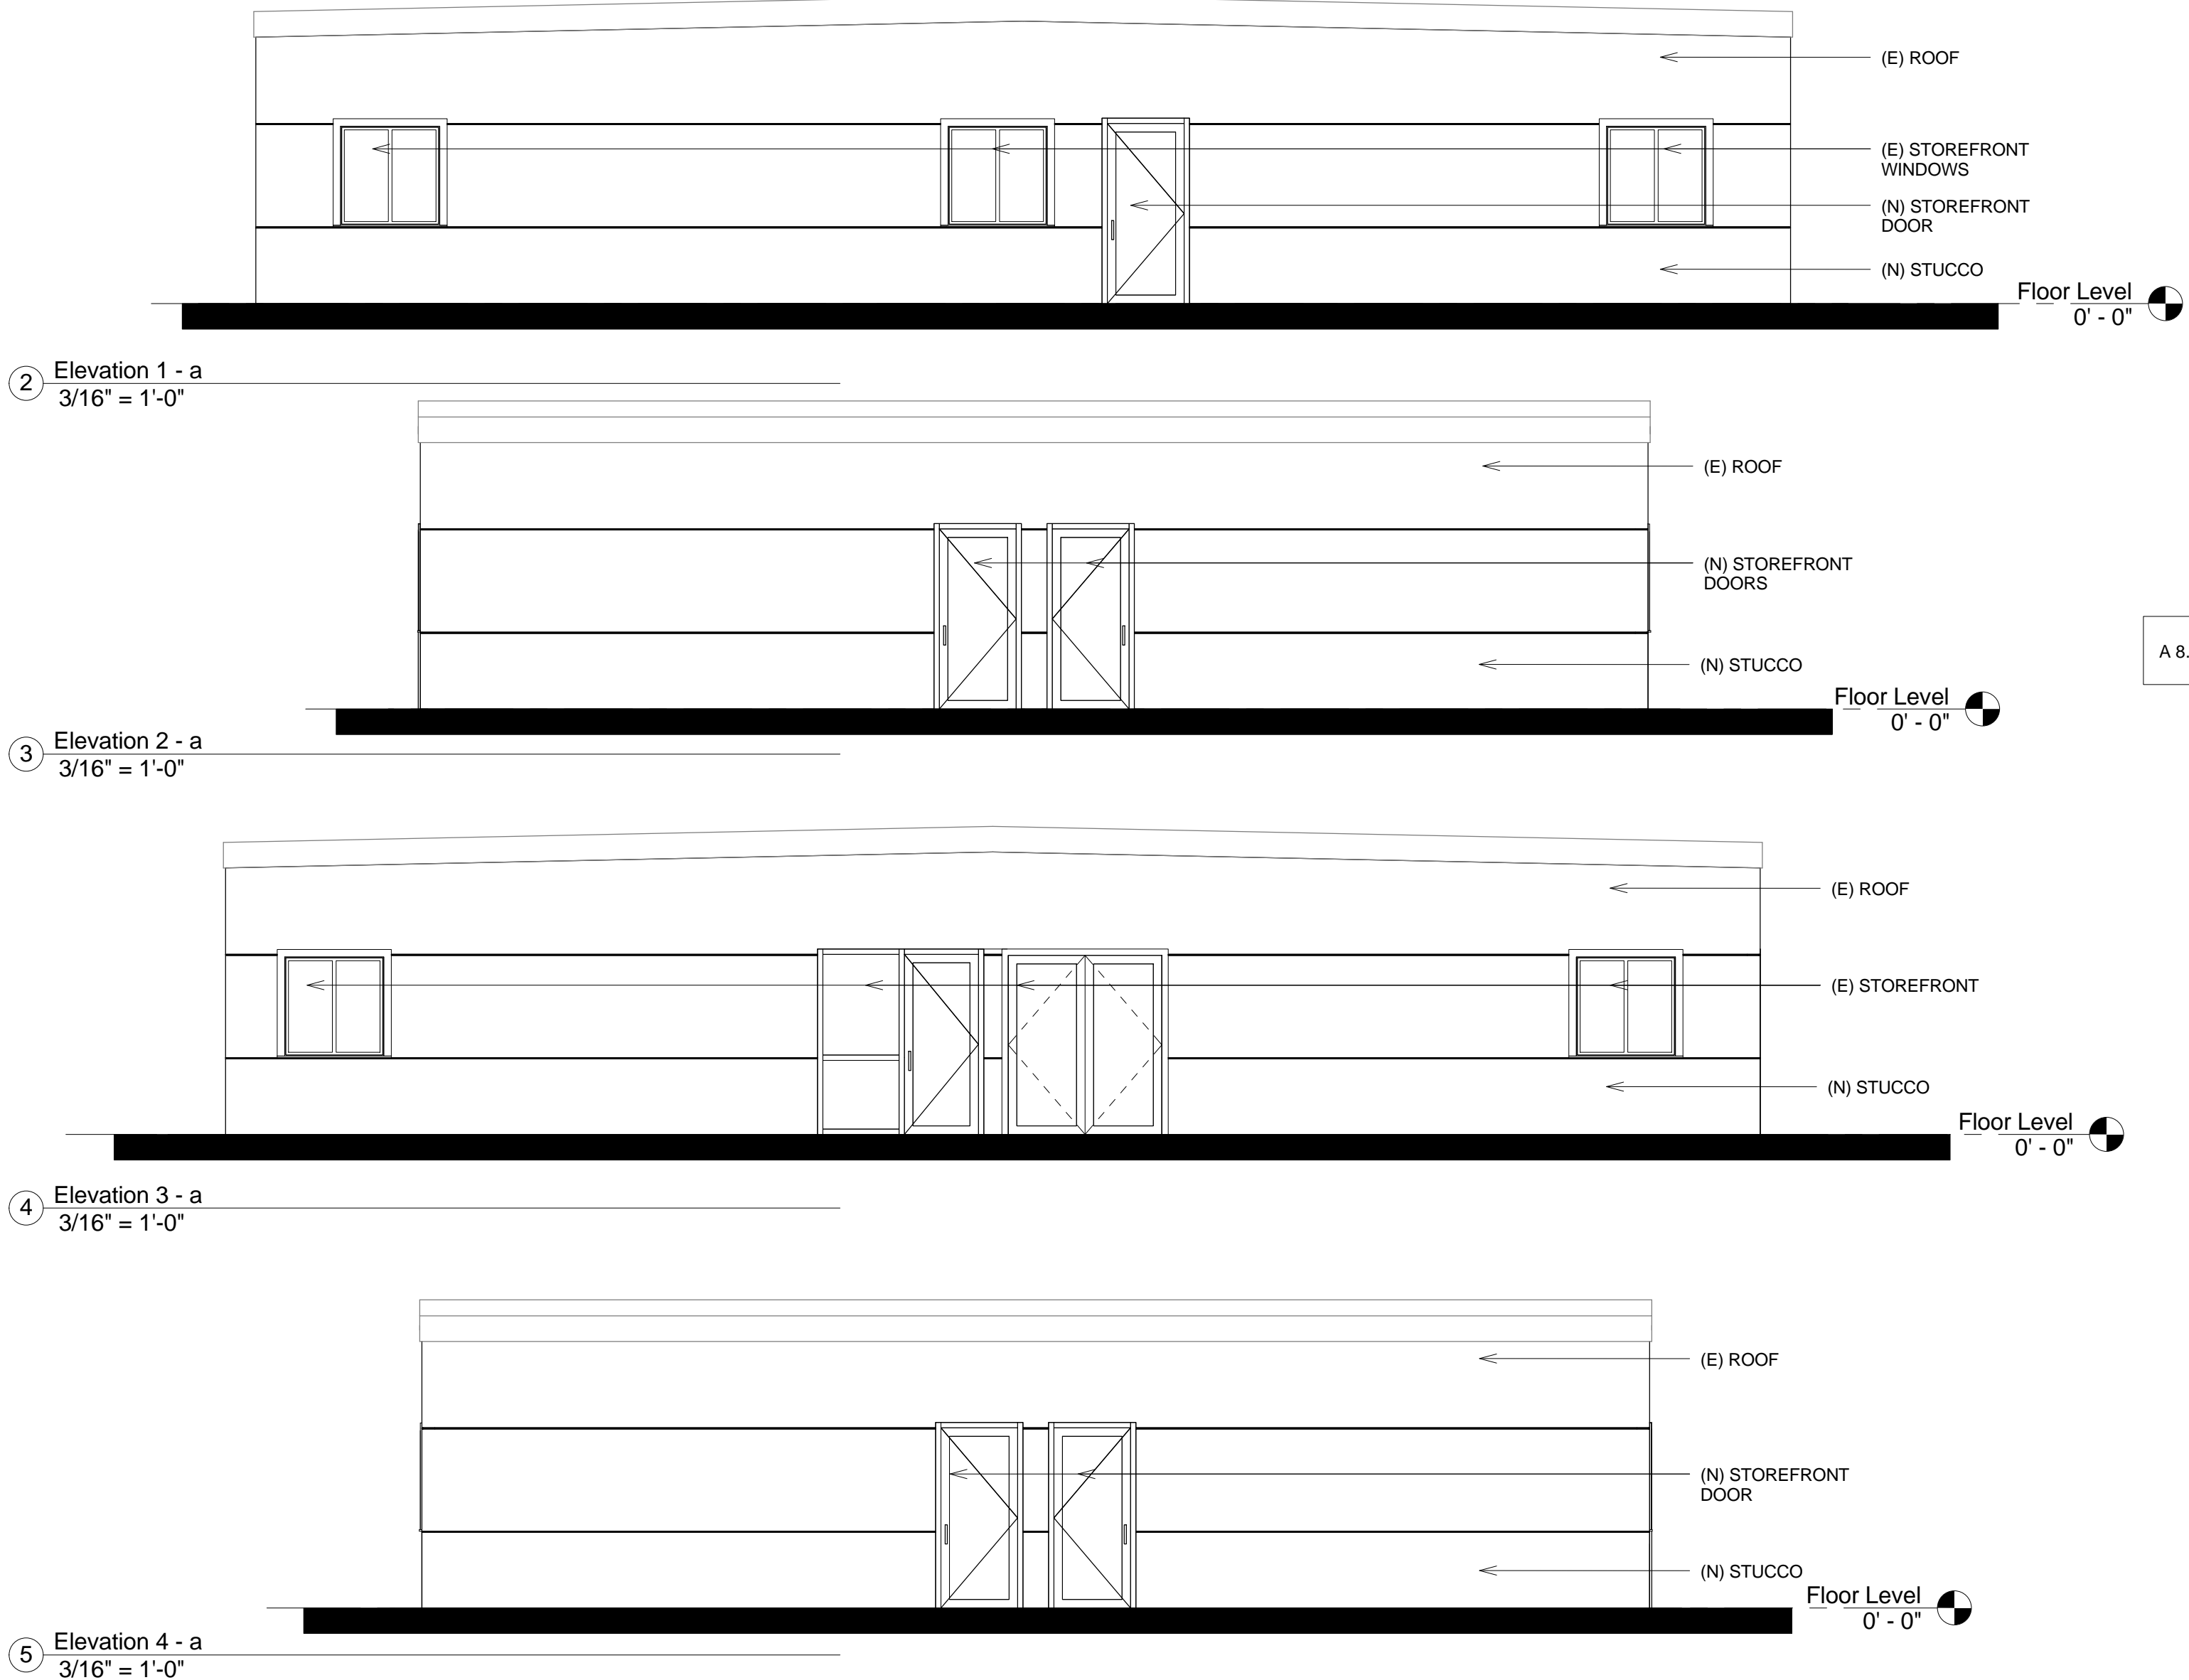 (E) ROOF
(E) STOREFRONT
WINDOWS
(N) STOREFRONT
DOOR
(N) STUCCO
Floor Level
0' - 0"
2
Elevation 1 - a
3/16" = 1'-0"
(E) ROOF
(N) STOREFRONT
DOORS
A 8.
(N) STUCCO
Floor Level
0' - 0"
3
Elevation 2 - a
3/16" = 1'-0"
(E) ROOF
(E) STOREFRONT
(N) STUCCO
Floor Level
0' - 0"
4
Elevation 3 - a
3/16" = 1'-0"
(E) ROOF
(N) STOREFRONT
DOOR
(N) STUCCO
Floor Level
0' - 0"
5
Elevation 4 - a
3/16" = 1'-0"